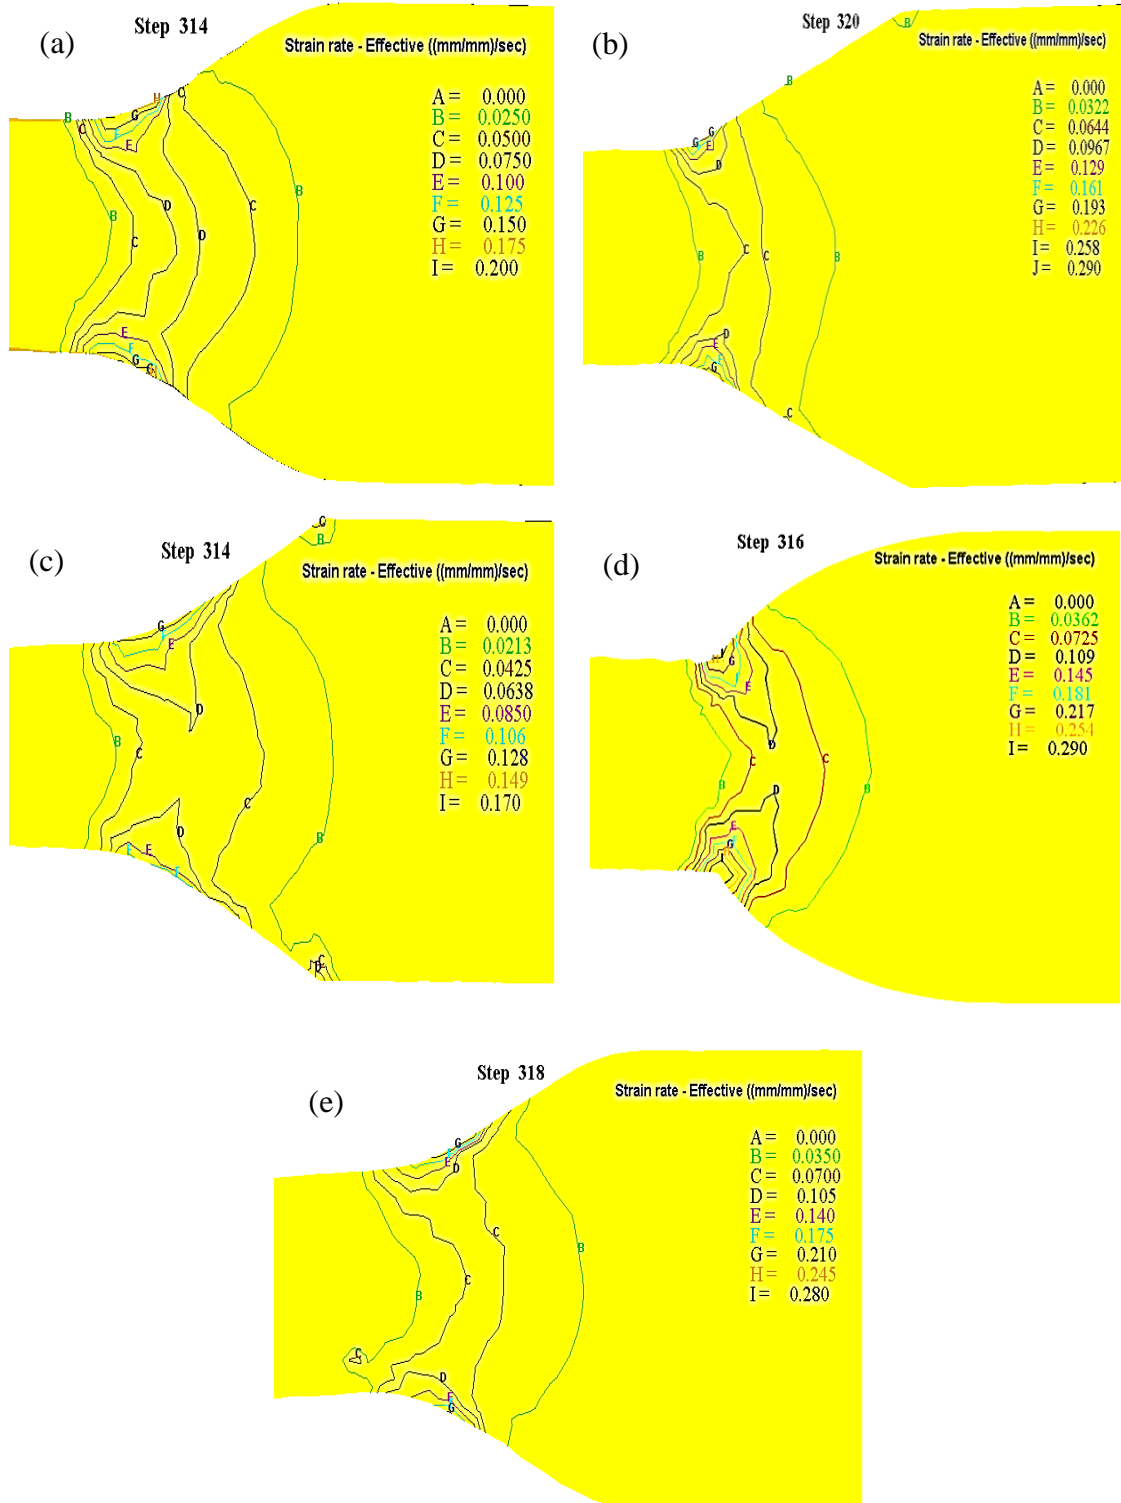 (a)
Step 314
Strain rate - Effective ((mm/mm)/sec)
A = 0.000
B = 0.0250
C = 0.0500
D = 0.0750
E = 0.100
F = 0.125
G = 0.150
H = 0.175
I = 0.200
H
C
B
C
G
F
E
D
B
C
D
C
B
E
F
G
G
(b)
Step 320
B
Strain rate - Effective ((mm/mm)/sec)
A = 0.000
B = 0.0322
C = 0.0644
D = 0.0967
E = 0.129
F = 0.161
G = 0.193
H = 0.226
I = 0.258
J = 0.290
B
G
G
E
D
B
C
C
B
D
E
F
G
C
(c)
Step 314
C
B
Strain rate - Effective ((mm/mm)/sec)
A = 0.000
B = 0.0213
C = 0.0425
D = 0.0638
E = 0.0850
F = 0.106
G = 0.128
H = 0.149
I = 0.170
G
F
E
D
B
C
C
D
B
F
E
F
C
D
(d)
Step 316
Strain rate - Effective ((mm/mm)/sec)
A = 0.000
B = 0.0362
C = 0.0725
D = 0.109
E = 0.145
F = 0.181
G = 0.217
H = 0.254
I = 0.290
I
H
G
F
E
D
C
C
B
D
B
E
F
G
I
(e)
Step 318
Strain rate - Effective ((mm/mm)/sec)
A = 0.000
B = 0.0350
C = 0.0700
D = 0.105
E = 0.140
F = 0.175
G = 0.210
H = 0.245
I = 0.280
G
F
E
D
C
B
C
B
C
D
E
F
G